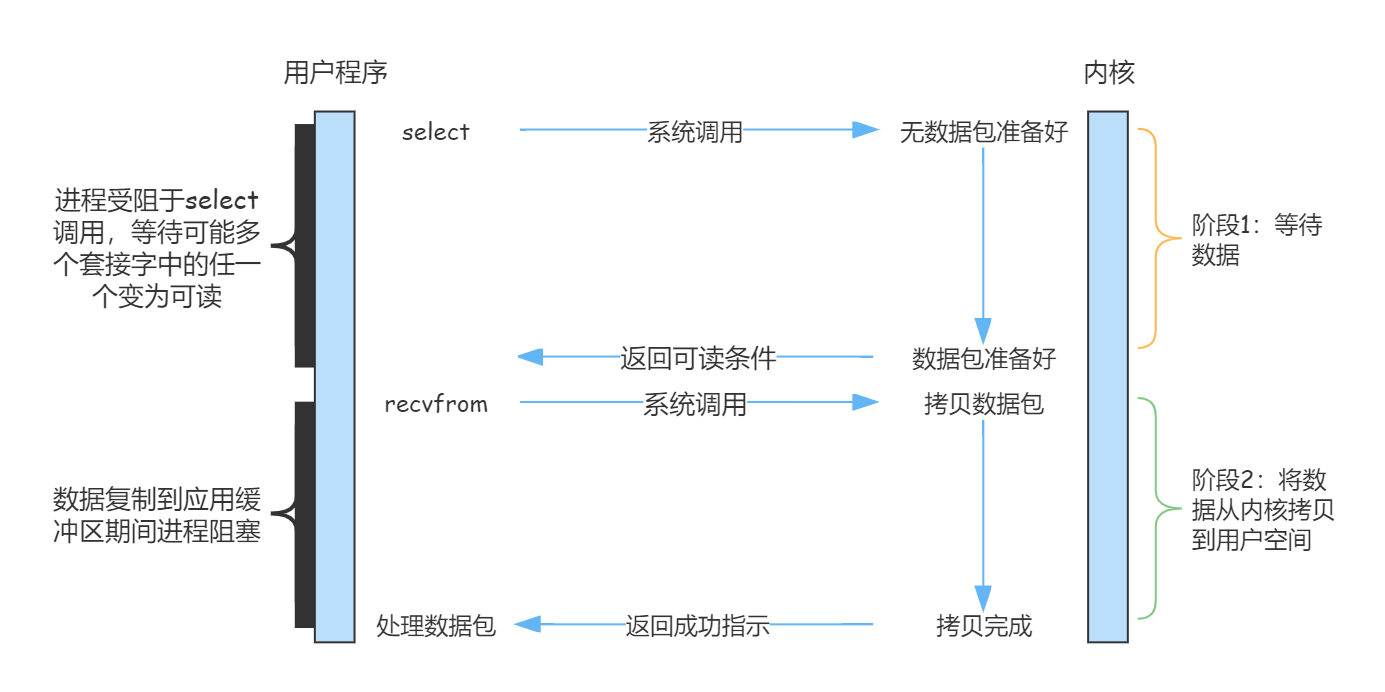 用户程序
内核
select
系统调用
无数据包准备好
进程受阻于select
调用，等待可能多
个套接字中的任一
个变为可读
阶段1：等待
数据
返回可读条件
数据包准备好
recvfrom
系统调用
拷贝数据包
数据复制到应用缓
冲区期间进程阻塞
阶段2：将数
据从内核拷贝
到用户空间
处理数据包
返回成功指示
拷贝完成